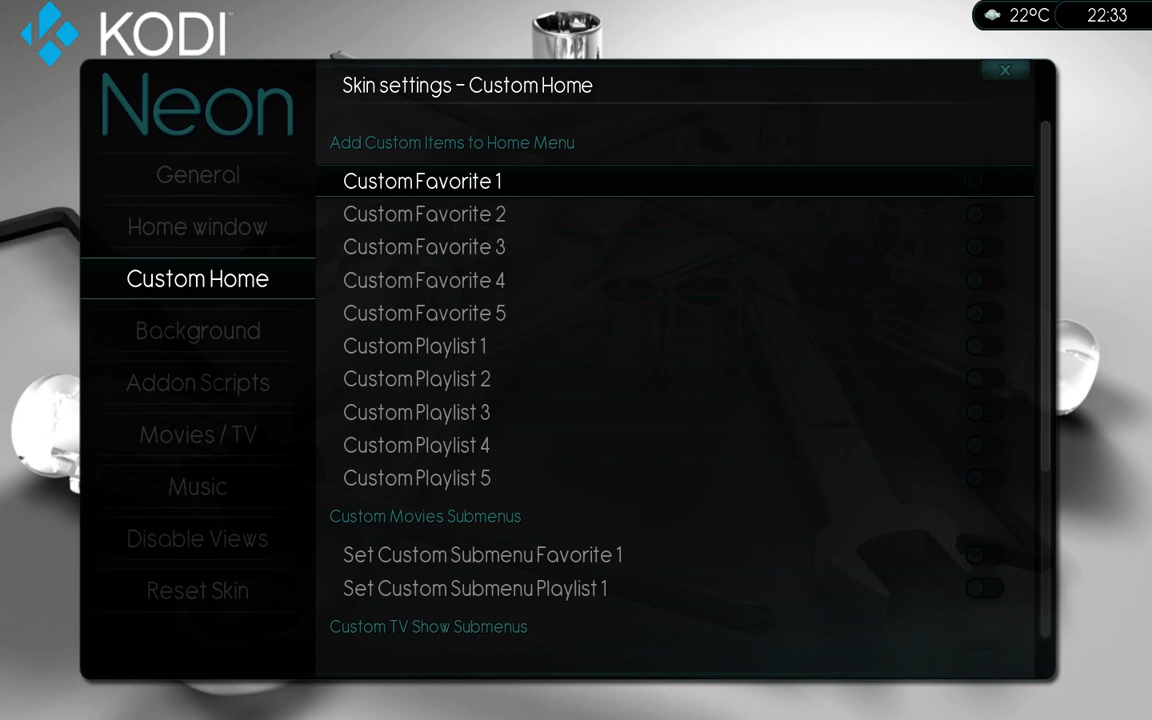 KODI
22°C 22:33
Neon
Skin settings - Custom Home
X
General
Home window
Custom Home
Background
Addon Scripts
Movies / TV
Music
Disable Views
Reset Skin
Add Custom Items to Home Menu
Custom Favorite 1
Custom Favorite 2
Custom Favorite 3
Custom Favorite 4
Custom Favorite 5
Custom Playlist 1
Custom Playlist 2
Custom Playlist 3
Custom Playlist 4
Custom Playlist 5
Custom Movies Submenus
Set Custom Submenu Favorite 1
Set Custom Submenu Playlist 1
Custom TV Show Submenus